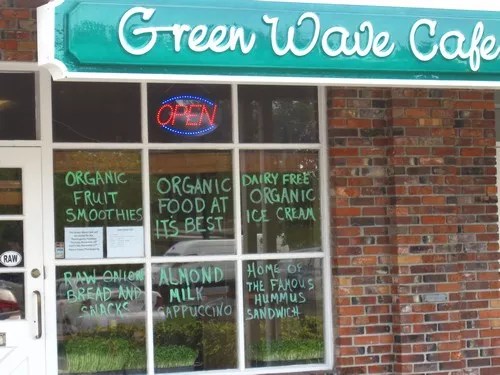 Green Wave Cafe
OPEN
ORGANIC
FRUIT
SMOOTHIES
ORGANIC
FOOD AT
IT'S BEST
DAIRY FREE
ORGANIC
ICE CREAM
RAW
RAW ONION
BREAD AND
SNACKS
ALMOND
MILK
CAPPUCCINO
HOME OF
THE FAMOUS
HUMMUS
SANDWICH